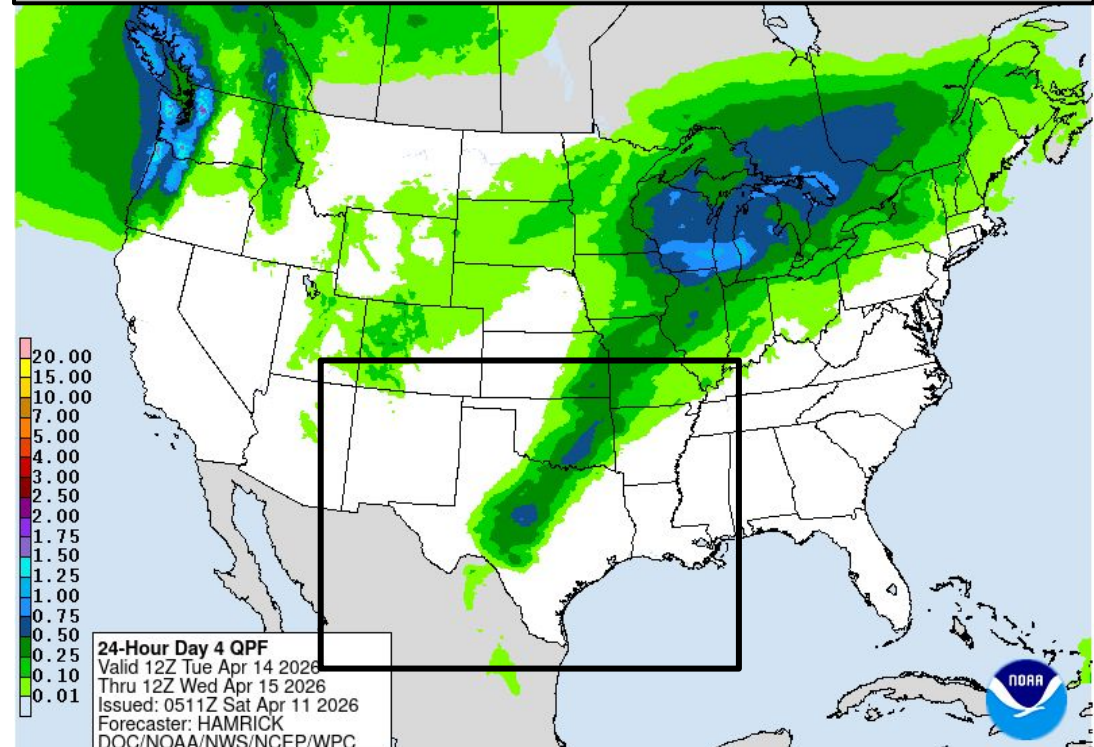 20.00
15.00
10.00
7.00
5.00
4.00
3.00
2.50
2.00
1.75
1.50
1.25
1.00
0.75
0.50
0.25
0.10
0.01
24-Hour Day 4 QPF
Valid 12Z Tue Apr 14 2026
Thru 12Z Wed Apr 15 2026
Issued: 0511Z Sat Apr 11 2026
Forecaster: HAMRICK
DOC/NOAA/NWS/NCEP/WPC
NOAA